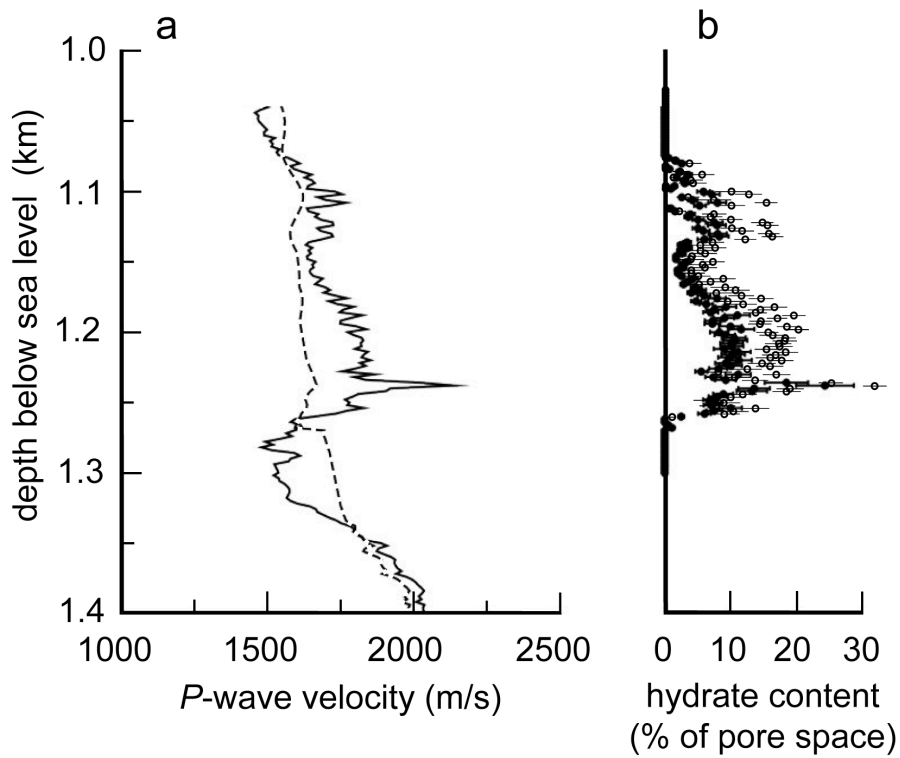 a
b
1.0
1.1
1.2
1.3
1.4
depth below sea level (km)
1000 1500 2000 2500
P-wave velocity (m/s)
0 10 20 30
hydrate content
(% of pore space)